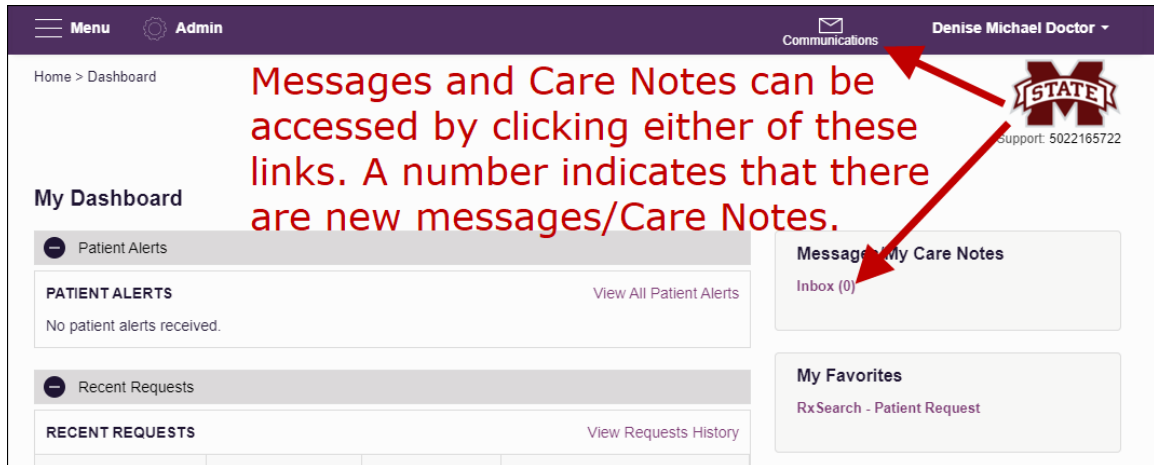 Menu
Admin
Communications
Denise Michael Doctor
Home > Dashboard
Messages and Care Notes can be
accessed by clicking either of these
links. A number indicates that there
are new messages/Care Notes.
STATE
Support: 5022165722
My Dashboard
Patient Alerts
PATIENT ALERTS
View All Patient Alerts
No patient alerts received.
Messages/My Care Notes
Inbox (0)
Recent Requests
RECENT REQUESTS
View Requests History
My Favorites
RxSearch - Patient Request